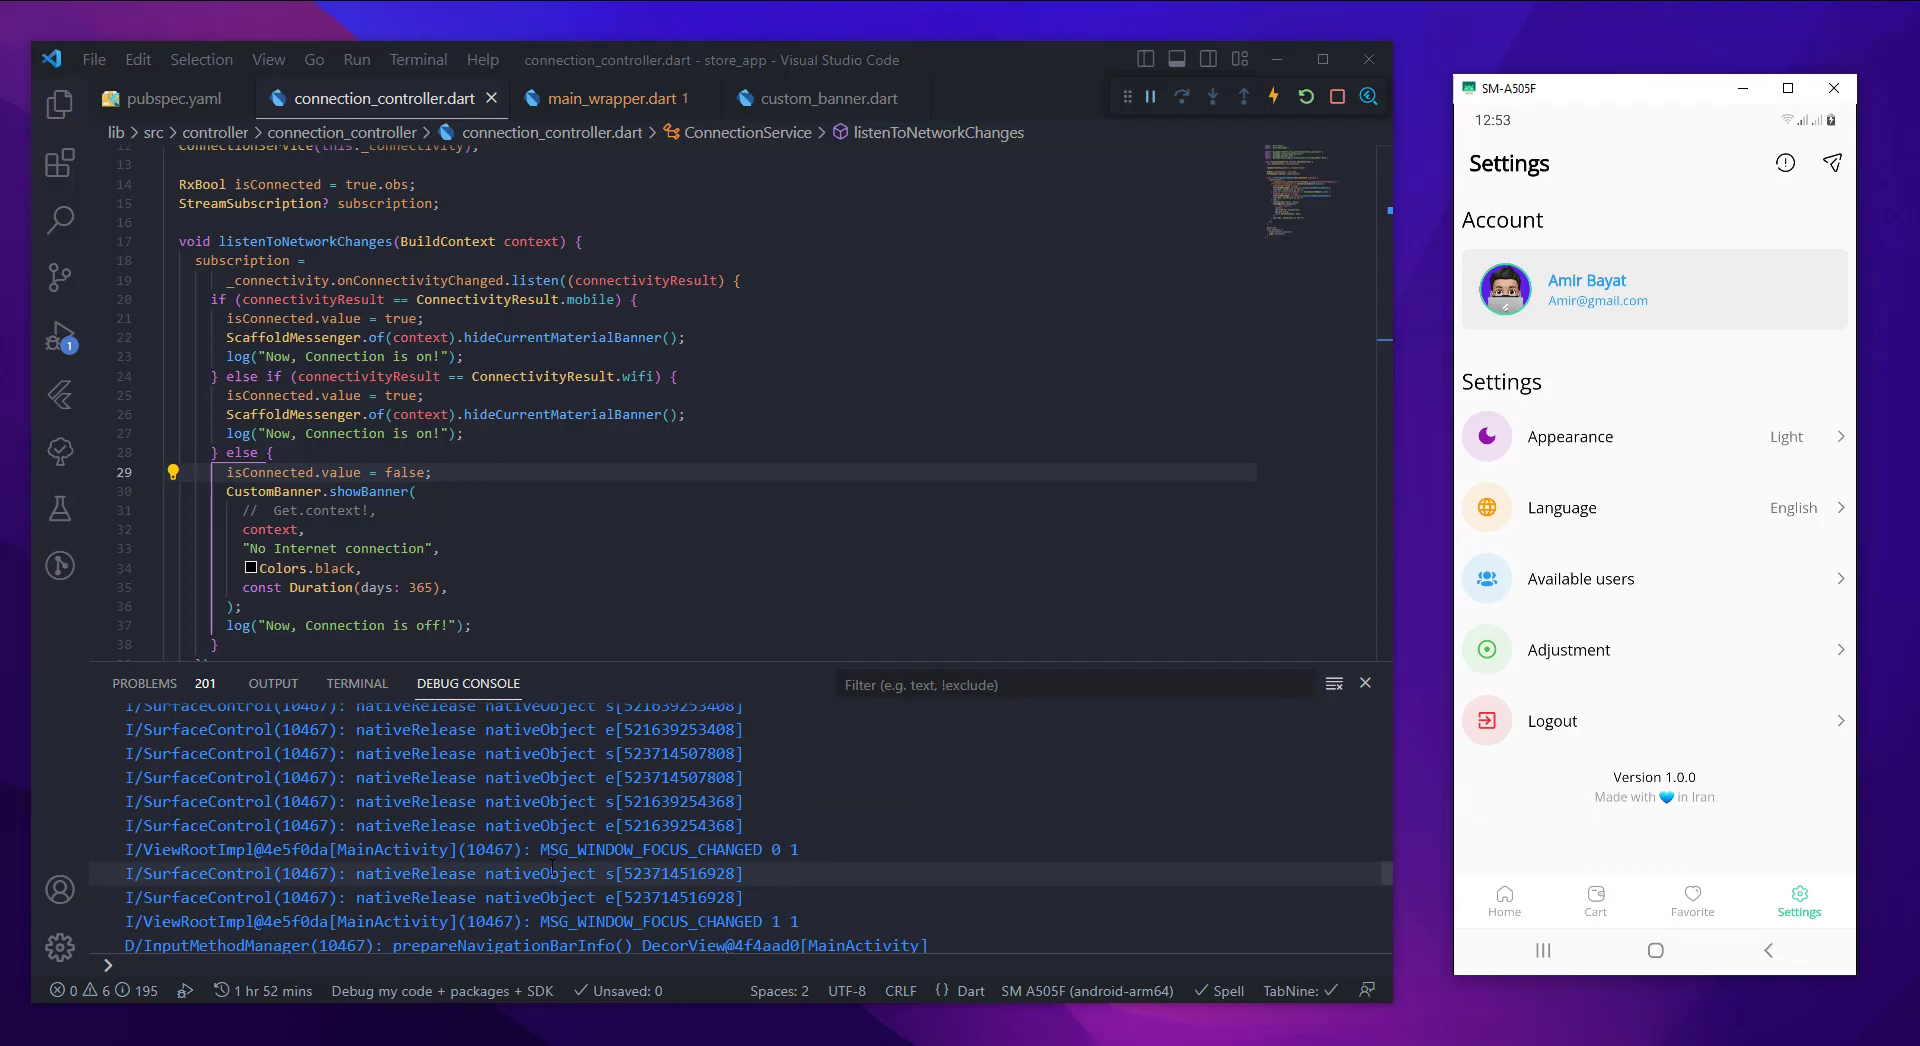 File Edit Selection View Go Run Terminal Help connection_controller.dart - store_app - Visual Studio Code
pubspec.yaml connection_controller.dart main_wrapper.dart 1 custom_banner.dart
lib > src > controller > connection_controller > connection_controller.dart > ConnectionService > listenToNetworkChanges
12 ConnectionService(this._connectivity);
13
14 RxBool isConnected = true.obs;
15 StreamSubscription? subscription;
16
17 void listenToNetworkChanges(BuildContext context) {
18 subscription =
19 _connectivity.onConnectivityChanged.listen((connectivityResult) {
20 if (connectivityResult == ConnectivityResult.mobile) {
21 isConnected.value = true;
22 ScaffoldMessenger.of(context).hideCurrentMaterialBanner();
23 log("Now, Connection is on!");
24 } else if (connectivityResult == ConnectivityResult.wifi) {
25 isConnected.value = true;
26 ScaffoldMessenger.of(context).hideCurrentMaterialBanner();
27 log("Now, Connection is on!");
28 } else {
29 isConnected.value = false;
30 CustomBanner.showBanner(
31 // Get.context!,
32 context,
33 "No Internet connection",
34 Colors.black,
35 const Duration(days: 365),
36 );
37 log("Now, Connection is off!");
38 }
1
PROBLEMS 201 OUTPUT TERMINAL DEBUG CONSOLE Filter (e.g. text, !exclude)
I/SurfaceControl(10467): nativeRelease nativeObject s[521639253408]
I/SurfaceControl(10467): nativeRelease nativeObject e[521639253408]
I/SurfaceControl(10467): nativeRelease nativeObject s[523714507808]
I/SurfaceControl(10467): nativeRelease nativeObject e[523714507808]
I/SurfaceControl(10467): nativeRelease nativeObject s[521639254368]
I/SurfaceControl(10467): nativeRelease nativeObject e[521639254368]
I/ViewRootImpl@4e5f0da[MainActivity](10467): MSG_WINDOW_FOCUS_CHANGED 0 1
I/SurfaceControl(10467): nativeRelease nativeObject s[523714516928]
I/SurfaceControl(10467): nativeRelease nativeObject e[523714516928]
I/ViewRootImpl@4e5f0da[MainActivity](10467): MSG_WINDOW_FOCUS_CHANGED 1 1
D/InputMethodManager(10467): prepareNavigationBarInfo() DecorView@4f4aad0[MainActivity]
0 6 195 1 hr 52 mins Debug my code + packages + SDK Unsaved: 0 Spaces: 2 UTF-8 CRLF {} Dart SM A505F (android-arm64) Spell TabNine:
SM-A505F
12:53
Settings
Account
Amir Bayat
Amir@gmail.com
Settings
Appearance Light
Language English
Available users
Adjustment
Logout
Version 1.0.0
Made with 💙 in Iran
Home Cart Favorite Settings